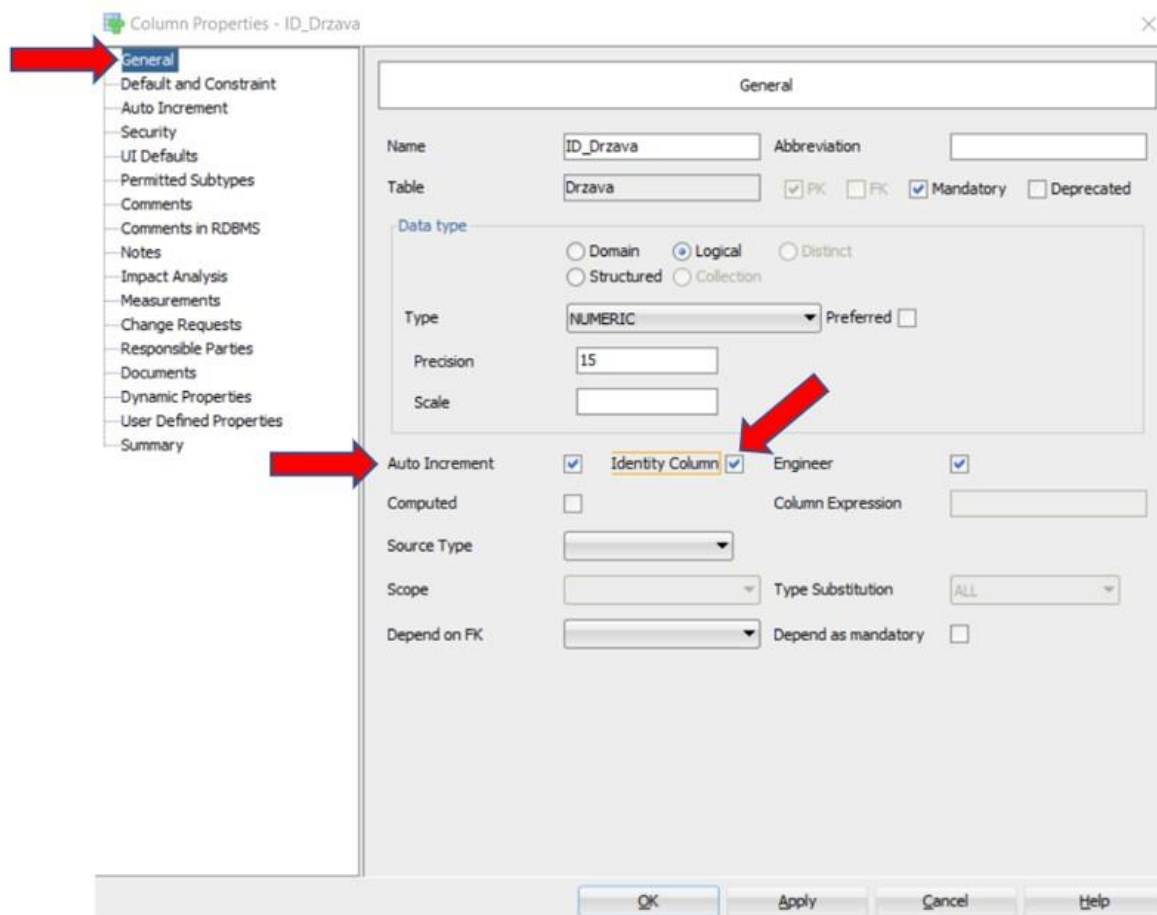 Column Properties - ID_Drzava
General
Default and Constraint
Auto Increment
Security
UI Defaults
Permitted Subtypes
Comments
Comments in RDBMS
Notes
Impact Analysis
Measurements
Change Requests
Responsible Parties
Documents
Dynamic Properties
User Defined Properties
Summary
General
Name ID_Drzava Abbreviation
Table Drzava PK FK Mandatory Deprecated
Data type
Domain Logical Distinct
Structured Collection
Type NUMERIC Preferred
Precision 15
Scale
Auto Increment Identity Column Engineer
Computed Column Expression
Source Type
Scope Type Substitution ALL
Depend on FK Depend as mandatory
OK Apply Cancel Help